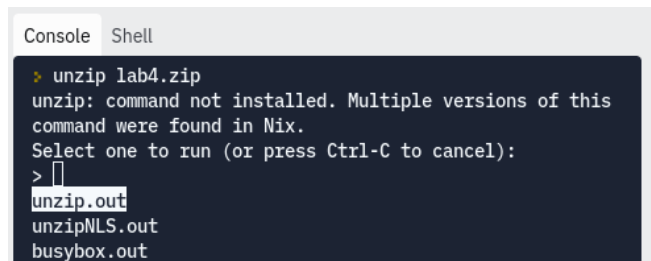 Console Shell
unzip lab4.zip
unzip: command not installed. Multiple versions of this
command were found in Nix.
Select one to run (or press Ctrl-C to cancel):
>
unzip.out
unzipNLS.out
busybox.out